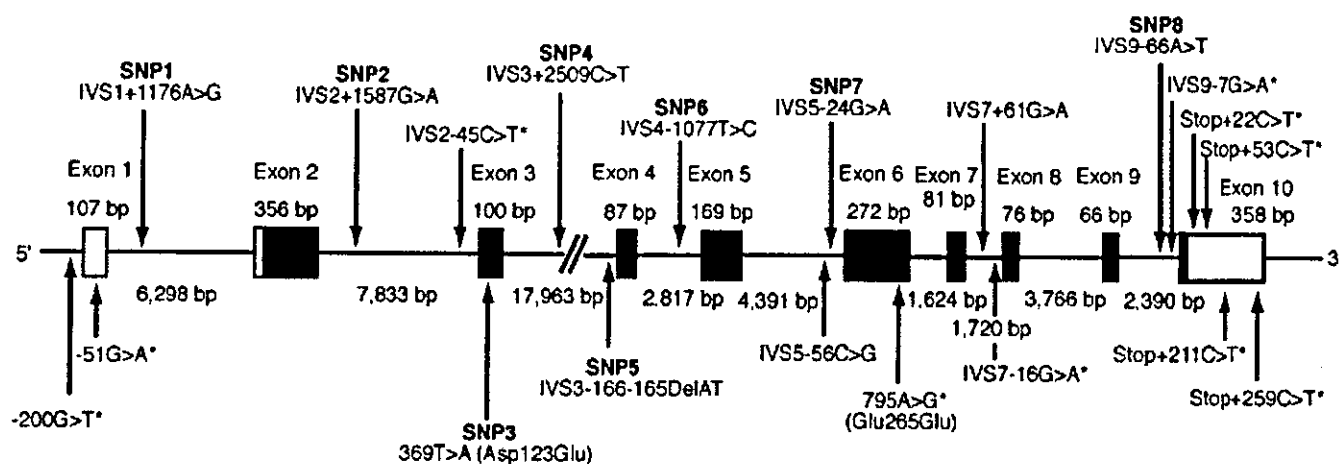 SNP1
IVS1+1176A>G
SNP2
IVS2+1587G>A
IVS2-45C>T*
SNP4
IVS3+2509C>T
SNP6
IVS4-1077T>C
SNP7
IVS5-24G>A
IVS7+61G>A
SNP8
IVS9-66A>T
IVS9-7G>A*
Stop+22C>T*
Stop+53C>T*
Exon 1
107 bp
Exon 2
356 bp
Exon 3
100 bp
Exon 4
87 bp
Exon 5
169 bp
Exon 6
272 bp
Exon 7
81 bp
Exon 8
76 bp
Exon 9
66 bp
Exon 10
358 bp
5'
3
6,298 bp
7,833 bp
17,963 bp
2,817 bp
4,391 bp
1,624 bp
1,720 bp
3,766 bp
2,390 bp
-51G>A*
-200G>T*
SNP3
369T>A (Asp123Glu)
SNP5
IVS3-166-165DelAT
IVS5-56C>G
795A>G*
(Glu265Glu)
IVS7-16G>A*
Stop+211C>T*
Stop+259C>T*